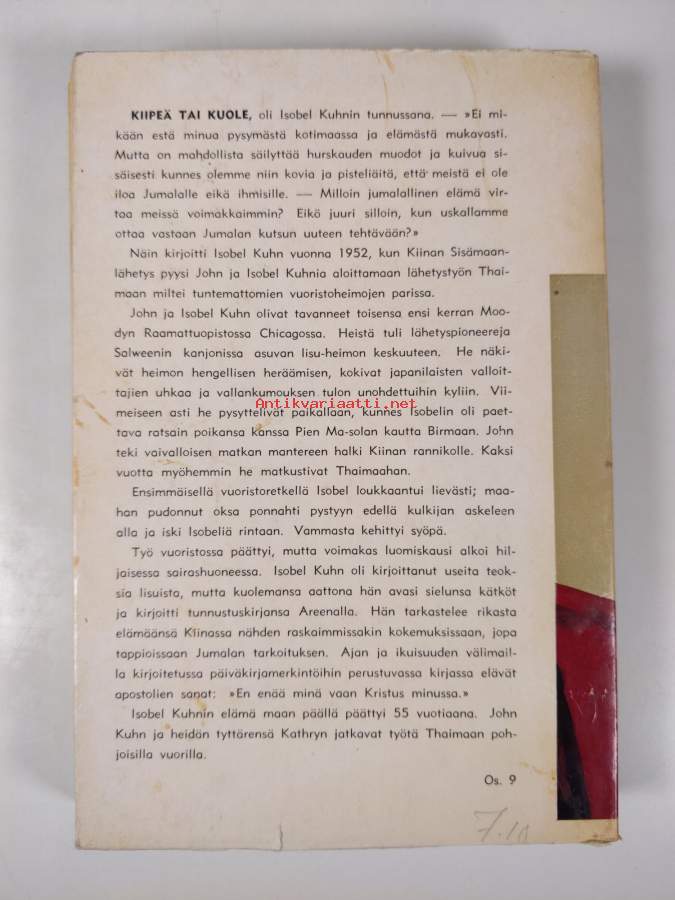 KIIPEÄ TAI KUOLE, oli Isobel Kuhnin tunnussana. — »Ei mi-
kään estä minua pysymästä kotimaassa ja elämästä mukavasti.
Mutta on mahdollista säilyttää hurskauden muodot ja kuivua si-
säisesti kunnes olemme niin kovia ja pisteliäitä, että meistä ei ole
iloa Jumalalle eikä ihmisille. — Milloin jumalallinen elämä vir-
taa meissä voimakkaimmin? Eikö juuri silloin, kun uskallamme
ottaa vastaan Jumalan kutsun uuteen tehtävään?»
Näin kirjoitti Isobel Kuhn vuonna 1952, kun Kiinan Sisämaan-
lähetys pyysi John ja Isobel Kuhnia aloittamaan lähetystyön Thai-
maan miltei tuntemattomien vuoristoheimojen parissa.
John ja Isobel Kuhn olivat tavanneet toisensa ensi kerran Moo-
dyn Raamattuopistossa Chicagossa. Heistä tuli lähetyspioneereja
Salweenin kanjonissa asuvan lisu-heimon keskuuteen. He näki-
vät heimon hengellisen heräämisen, kokivat japanilaisten valloit-
tajien uhkaa ja vallankumouksen tulon unohdettuihin kyliin. Vii-
meiseen asti he pysyttelivät paikallaan, kunnes Isobelin oli paet-
Antikvariaatti.net
tava ratsain poikansa kanssa Pien Ma-solan kautta Birmaan. John
teki vaivalloisen matkan mantereen halki Kiinan rannikolle. Kaksi
vuotta myöhemmin he matkustivat Thaimaahan.
Ensimmäisellä vuoristoretkellä Isobel loukkaantui lievästi; maa-
han pudonnut oksa ponnahti pystyyn edellä kulkijan askeleen
alla ja iski Isobeliä rintaan. Vammasta kehittyi syöpä.
Työ vuoristossa päättyi, mutta voimakas luomiskausi alkoi hil-
jaisessa sairashuoneessa. Isobel Kuhn oli kirjoittanut useita teok-
sia lisuista, mutta kuolemansa aattona hän avasi sielunsa kätköt
ja kirjoitti tunnustuskirjansa Areenalla. Hän tarkastelee rikasta
elämäänsä Kiinassa nähden raskaimmissakin kokemuksissaan, jopa
tappioissaan Jumalan tarkoituksen. Ajan ja ikuisuuden välimail-
la kirjoitetussa päiväkirjamerkintöihin perustuvassa kirjassa elävät
apostolien sanat: »En enää minä vaan Kristus minussa.»
Isobel Kuhnin elämä maan päällä päättyi 55 vuotiaana. John
Kuhn ja heidän tyttärensä Kathryn jatkavat työtä Thaimaan poh-
joisilla vuorilla.
Os. 9